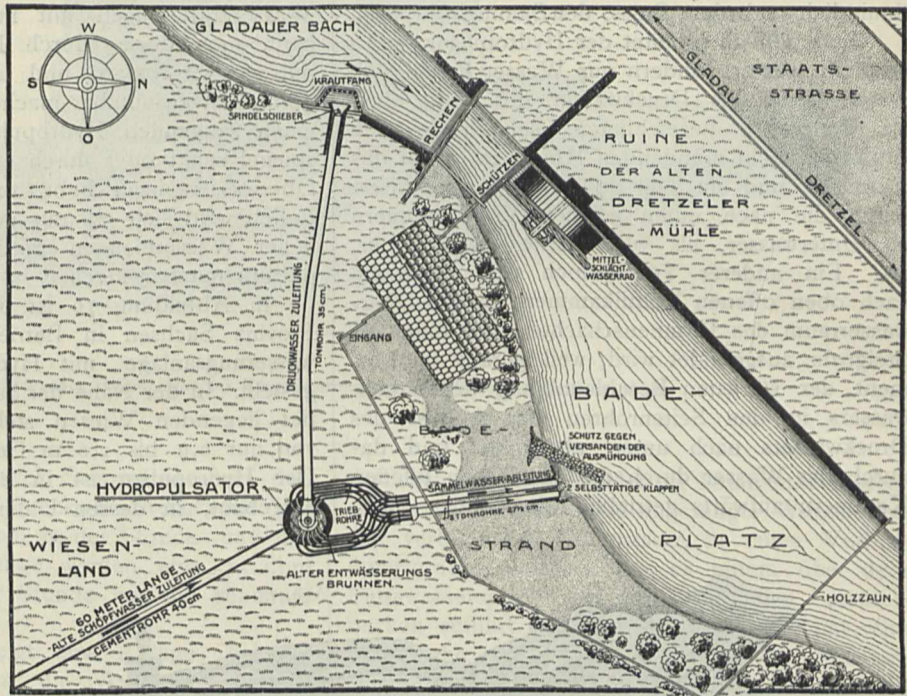 W
S
N
O
GLADAUER BACH
KRAUTFANG
SPINDELSCHIEBER
RECHEN
SCHÜTZEN
GLADAU
DRETZEL
STAATS-
STRASSE
RUINE
DER ALTEN
DRETZELER
MÜHLE
MITTEL-
SCHLÄCHT.
WASSERRAD
DRUCKWASSER ZULEITUNG
TONROHR 35 cm
EINGANG
BADE-
STRAND
BADE-
PLATZ
SCHUTZ GEGEN
VERSANDEN DER
AUSMÜNDUNG
2 SELBSTTÄTIGE KLAPPEN
SAMMELWASSER-ABLEITUNG
2 TONROHRE 27½ cm
HYDROPULSATOR
TRIEB-
ROHRE
ALTER ENTWÄSSERUNGS
BRUNNEN
WIESEN-
LAND
60 METER LANGE
ALTE SCHÖPFWASSER ZULEITUNG
CEMENTROHR 40cm
HOLZZAUN